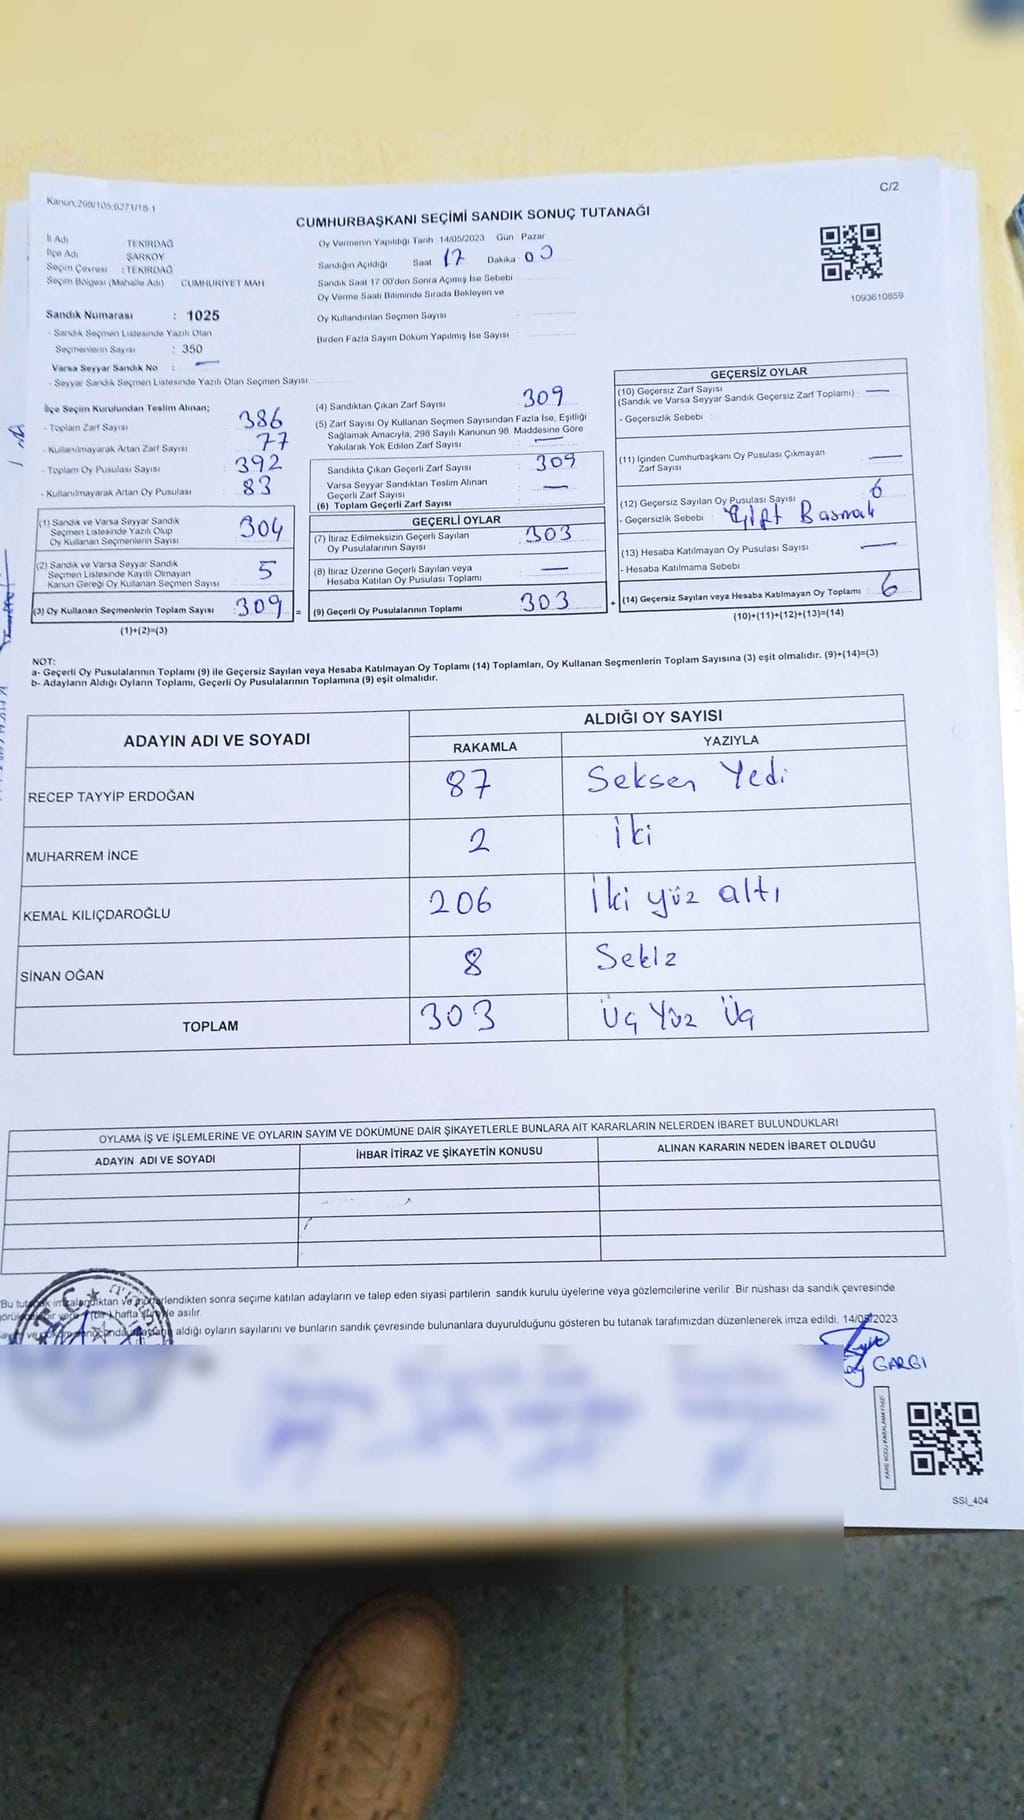 Kanun,298/105,6271/18-1
C/2
CUMHURBAŞKANI SEÇİMİ SANDIK SONUÇ TUTANAĞI
İl Adı TEKİRDAĞ
İlçe Adı ŞARKÖY
Seçim Çevresi : TEKİRDAĞ
Seçim Bölgesi (Mahalle Adı) CUMHURİYET MAH
Oy Vermenin Yapıldığı Tarih :14/05/2023 Gün : Pazar
Sandığın Açıldığı Saat 17 Dakika 00
Sandık Saat 17 00'den Sonra Açımış İse Sebebi
Oy Verme Saati Bitiminde Sırada Bekleyen ve
Oy Kullandırılan Seçmen Sayısı :
Birden Fazla Sayım Döküm Yapılmış İse Sayısı :
1093610859
Sandık Numarası : 1025
- Sandık Seçmen Listesinde Yazılı Olan
Seçmenlerin Sayısı : 350
Varsa Seyyar Sandık No : —
- Seyyar Sandık Seçmen Listesinde Yazılı Olan Seçmen Sayısı
İlçe Seçim Kurulundan Teslim Alınan;
- Toplam Zarf Sayısı : 386
- Kullanılmayarak Artan Zarf Sayısı : 77
- Toplam Oy Pusulası Sayısı : 392
- Kullanılmayarak Artan Oy Pusulası : 83
(1) Sandık ve Varsa Seyyar Sandık
Seçmen Listesinde Yazılı Olup
Oy Kullanan Seçmenlerin Sayısı : 304
(2) Sandık ve Varsa Seyyar Sandık
Seçmen Listesinde Kayıtlı Olmayan
Kanun Gereği Oy Kullanan Seçmen Sayısı : 5
(3) Oy Kullanan Seçmenlerin Toplam Sayısı : 309 =
(1)+(2)=(3)
(4) Sandıktan Çıkan Zarf Sayısı : 309
(5) Zarf Sayısı Oy Kullanan Seçmen Sayısından Fazla İse, Eşitliği
Sağlamak Amacıyla, 298 Sayılı Kanunun 98. Maddesine Göre
Yakılarak Yok Edilen Zarf Sayısı : —
Sandıkta Çıkan Geçerli Zarf Sayısı : 309
Varsa Seyyar Sandıktan Teslim Alınan
Geçerli Zarf Sayısı : —
(6) Toplam Geçerli Zarf Sayısı
GEÇERLİ OYLAR
(7) İtiraz Edilmeksizin Geçerli Sayılan
Oy Pusulalarının Sayısı : 303
(8) İtiraz Üzerine Geçerli Sayılan veya
Hesaba Katılan Oy Pusulası Toplamı : —
(9) Geçerli Oy Pusulalarının Toplamı : 303 +
GEÇERSİZ OYLAR
(10) Geçersiz Zarf Sayısı
(Sandık ve Varsa Seyyar Sandık Geçersiz Zarf Toplamı) : —
- Geçersizlik Sebebi :
(11) İçinden Cumhurbaşkanı Oy Pusulası Çıkmayan
Zarf Sayısı : —
(12) Geçersiz Sayılan Oy Pusulası Sayısı : 6
- Geçersizlik Sebebi : Çift Basmak
(13) Hesaba Katılmayan Oy Pusulası Sayısı : —
- Hesaba Katılmama Sebebi :
(14) Geçersiz Sayılan veya Hesaba Katılmayan Oy Toplamı : 6
(10)+(11)+(12)+(13)=(14)
NOT:
a- Geçerli Oy Pusulalarının Toplamı (9) ile Geçersiz Sayılan veya Hesaba Katılmayan Oy Toplamı (14) Toplamları, Oy Kullanan Seçmenlerin Toplam Sayısına (3) eşit olmalıdır. (9)+(14)=(3)
b- Adayların Aldığı Oyların Toplamı, Geçerli Oy Pusulalarının Toplamına (9) eşit olmalıdır.
ADAYIN ADI VE SOYADI ALDIĞI OY SAYISI
RAKAMLA YAZIYLA
RECEP TAYYİP ERDOĞAN 87 Seksen Yedi
MUHARREM İNCE 2 İki
KEMAL KILIÇDAROĞLU 206 İki yüz altı
SİNAN OĞAN 8 Sekiz
TOPLAM 303 Üç Yüz Üç
OYLAMA İŞ VE İŞLEMLERİNE VE OYLARIN SAYIM VE DÖKÜMÜNE DAİR ŞİKAYETLERLE BUNLARA AİT KARARLARIN NELERDEN İBARET BULUNDUKLARI
ADAYIN ADI VE SOYADI İHBAR İTİRAZ VE ŞİKAYETİN KONUSU ALINAN KARARIN NEDEN İBARET OLDUĞU
Bu imzalandıktan ve mühürlendikten sonra seçime katılan adayların ve talep eden siyasi partilerin sandık kurulu üyelerine veya gözlemcilerine verilir .Bir nüshası da sandık çevresinde
(bir) hafta asılır.
aldığı oyların sayılarını ve bunların sandık çevresinde bulunanlara duyurulduğunu gösteren bu tutanak tarafımızdan düzenlenerek imza edildi. 14/05/2023
GARGI
SSI_404